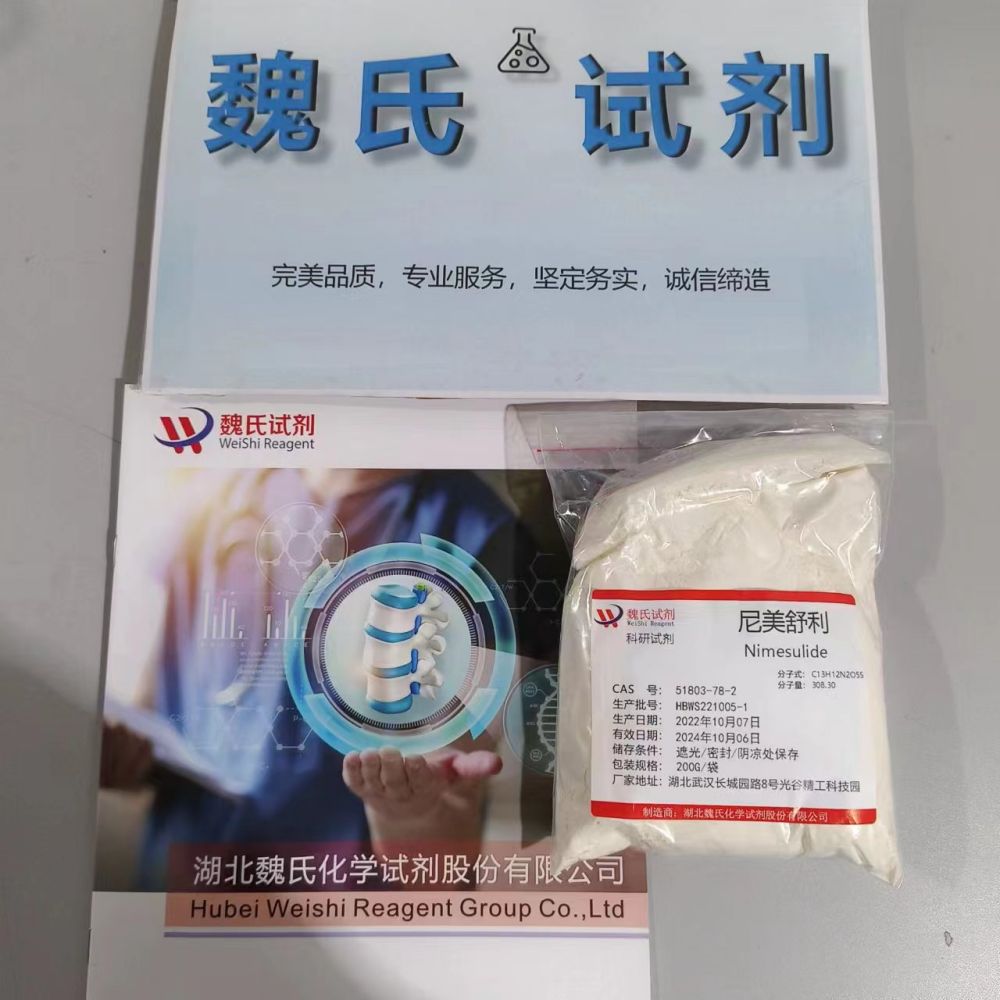 魏氏 试剂
完美品质，专业服务，坚定务实，诚信缔造
魏氏试剂
WeiShi Reagent
湖北魏氏化学试剂股份有限公司
Hubei Weishi Reagent Group Co.,Ltd
魏氏试剂
WeiShi Reagent
科研试剂
尼美舒利
Nimesulide
分子式： C13H12N2O5S
分子量： 308.30
CAS 号： 51803-78-2
生产批号： HBWS221005-1
生产日期： 2022年10月07日
有效日期： 2024年10月06日
储存条件： 遮光/密封/阴凉处保存
包装规格： 200G/袋
厂家地址： 湖北武汉长城园路8号光谷精工科技园
制造商：湖北魏氏化学试剂股份有限公司